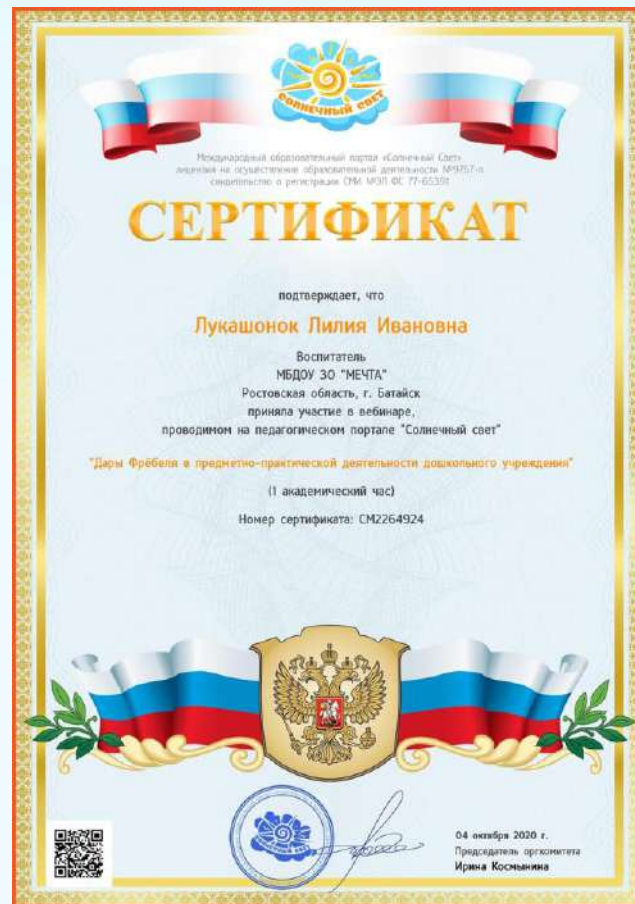 СОЛНЕЧНЫЙ СВЕТ
Международный образовательный портал «Солнечный Свет»
лицензия на осуществление образовательной деятельности №9757-л
свидетельство о регистрации СМИ №ЭЛ ФС 77-65391
СЕРТИФИКАТ
подтверждает, что
Лукашонок Лилия Ивановна
Воспитатель
МБДОУ ЗО "МЕЧТА"
Ростовская область, г. Батайск
приняла участие в вебинаре,
проводимом на педагогическом портале "Солнечный свет"
"Дары Фрёбеля в предметно-практической деятельности дошкольного учреждения"
(1 академический час)
Номер сертификата: СМ2264924
СОЛНЕЧНЫЙ СВЕТ
04 октября 2020 г.
Председатель оргкомитета
Ирина Космынина